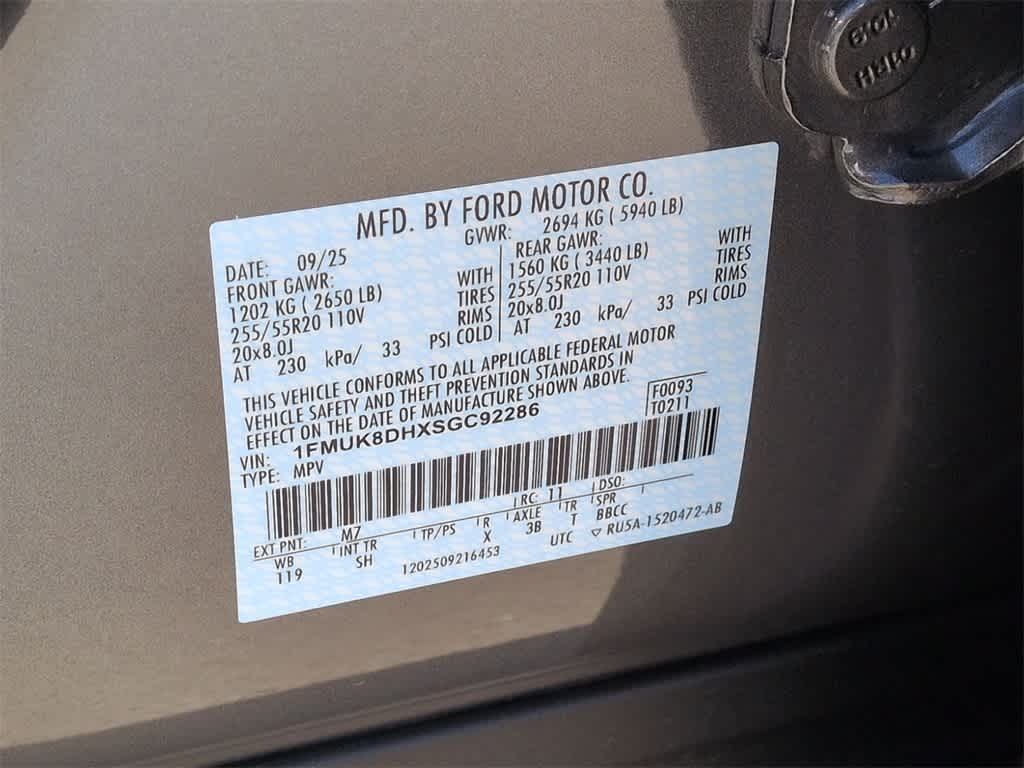 MFD. BY FORD MOTOR CO.
DATE: 09/25
GVWR: 2694 KG ( 5940 LB)
FRONT GAWR:
1202 KG ( 2650 LB) WITH
255/55R20 110V TIRES
20x8.0J RIMS
AT 230 kPa/ 33 PSI COLD
REAR GAWR:
1560 KG ( 3440 LB) WITH
255/55R20 110V TIRES
20x8.0J RIMS
AT 230 kPa/ 33 PSI COLD
THIS VEHICLE CONFORMS TO ALL APPLICABLE FEDERAL MOTOR
VEHICLE SAFETY AND THEFT PREVENTION STANDARDS IN
EFFECT ON THE DATE OF MANUFACTURE SHOWN ABOVE.
F0093
T0211
VIN: 1FMUK8DHXSGC92286
TYPE: MPV
EXT PNT: M7 RC: 11 DSO:
WB INT TR TP/PS R AXLE TR SPR
119 SH X 3B T BBCC
1202509216453 UTC ▽ RU5A-1520472-AB